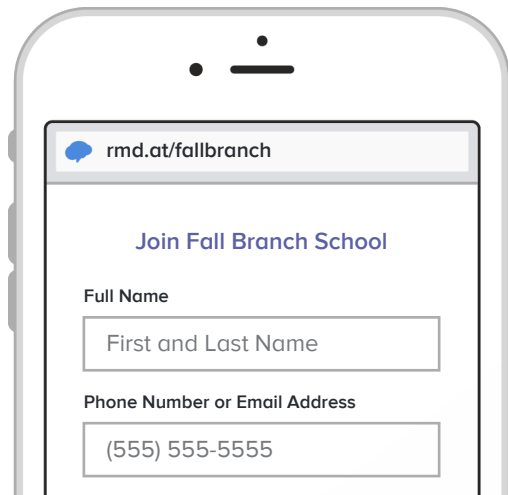 rmd.at/fallbranch
Join Fall Branch School
Full Name
First and Last Name
Phone Number or Email Address
(555) 555-5555